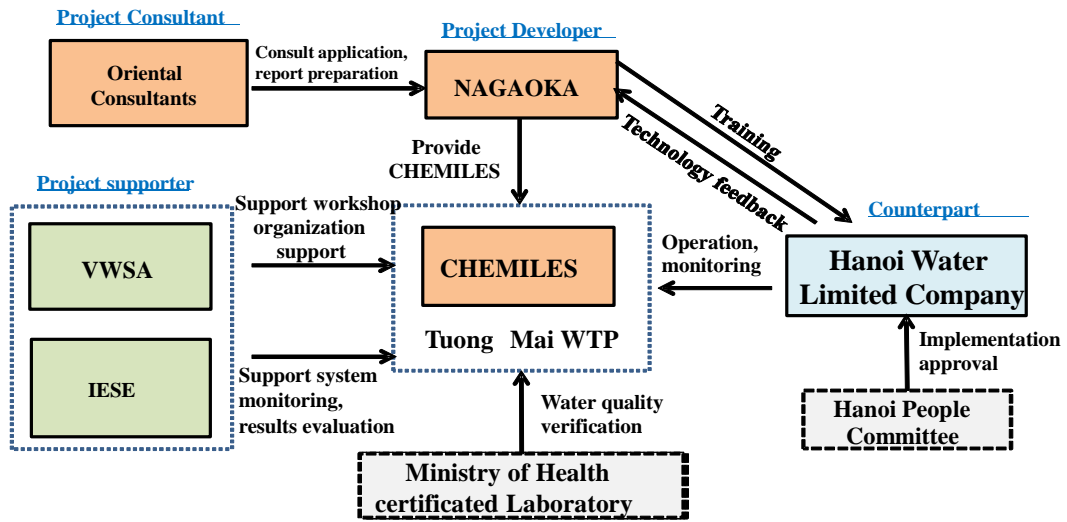 Project Consultant
Oriental
Consultants
Consult application,
report preparation
Project Developer
NAGAOKA
Training
Technology feedback
Provide
CHEMILES
Project supporter
VWSA
IESE
Support workshop
organization
support
Support system
monitoring,
results evaluation
CHEMILES
Tuong Mai WTP
Operation,
monitoring
Counterpart
Hanoi Water
Limited Company
Implementation
approval
Hanoi People
Committee
Water quality
verification
Ministry of Health
certificated Laboratory